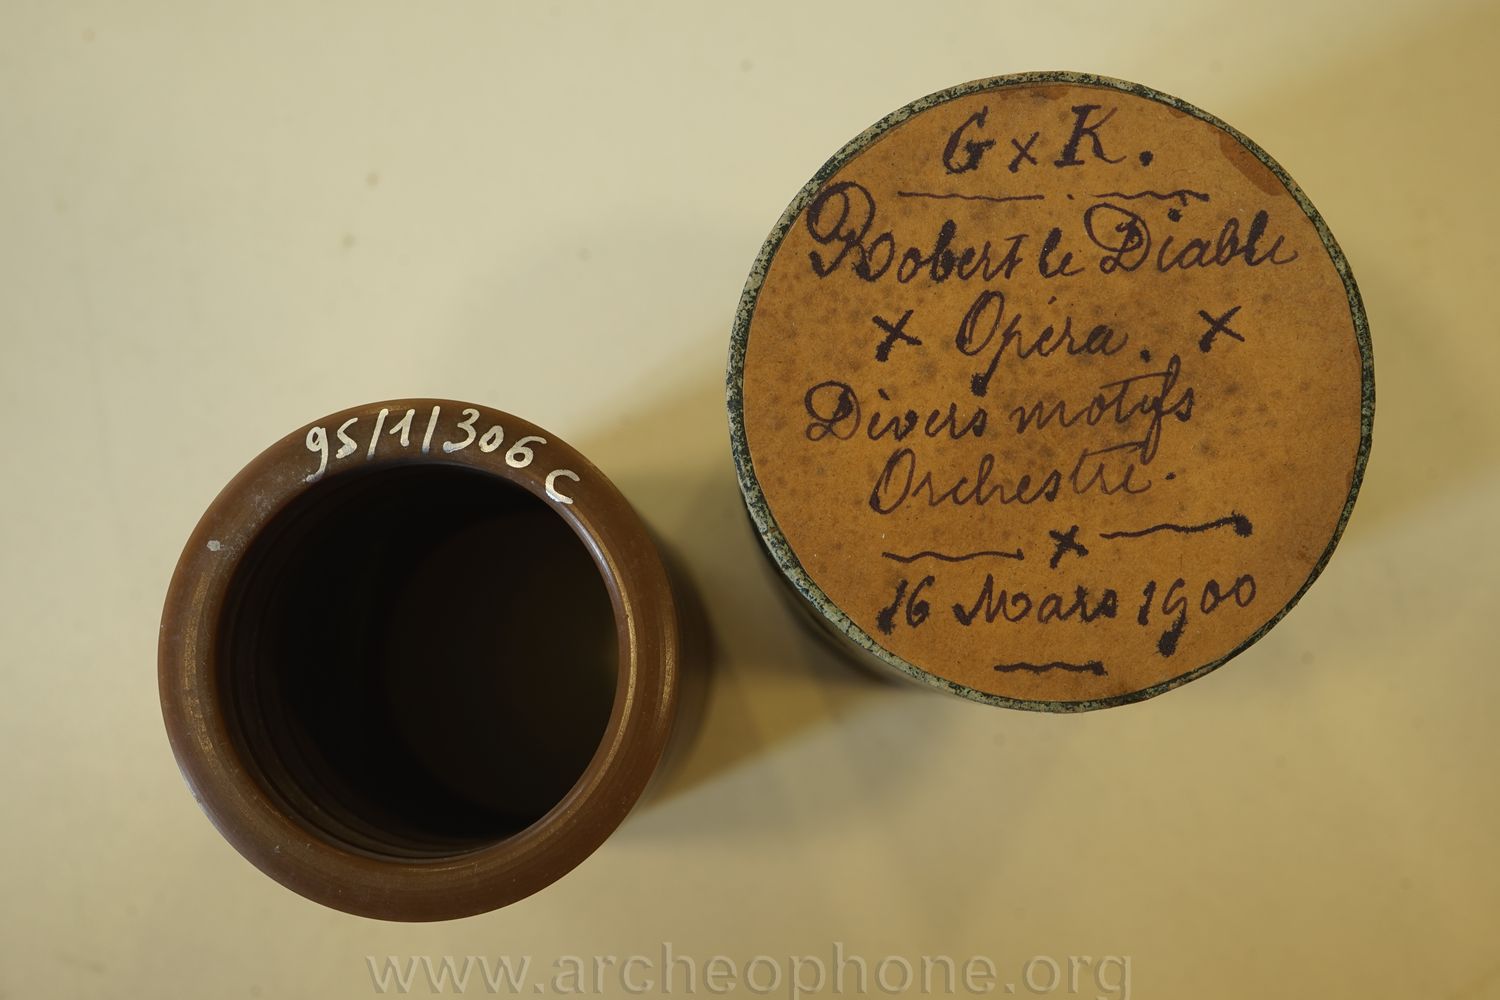 95/1/306 C
G x K.
Robert le Diable
x Opéra. x
Divers motifs
Orchestre.
x
16 Mars 1900
www.archeophone.org